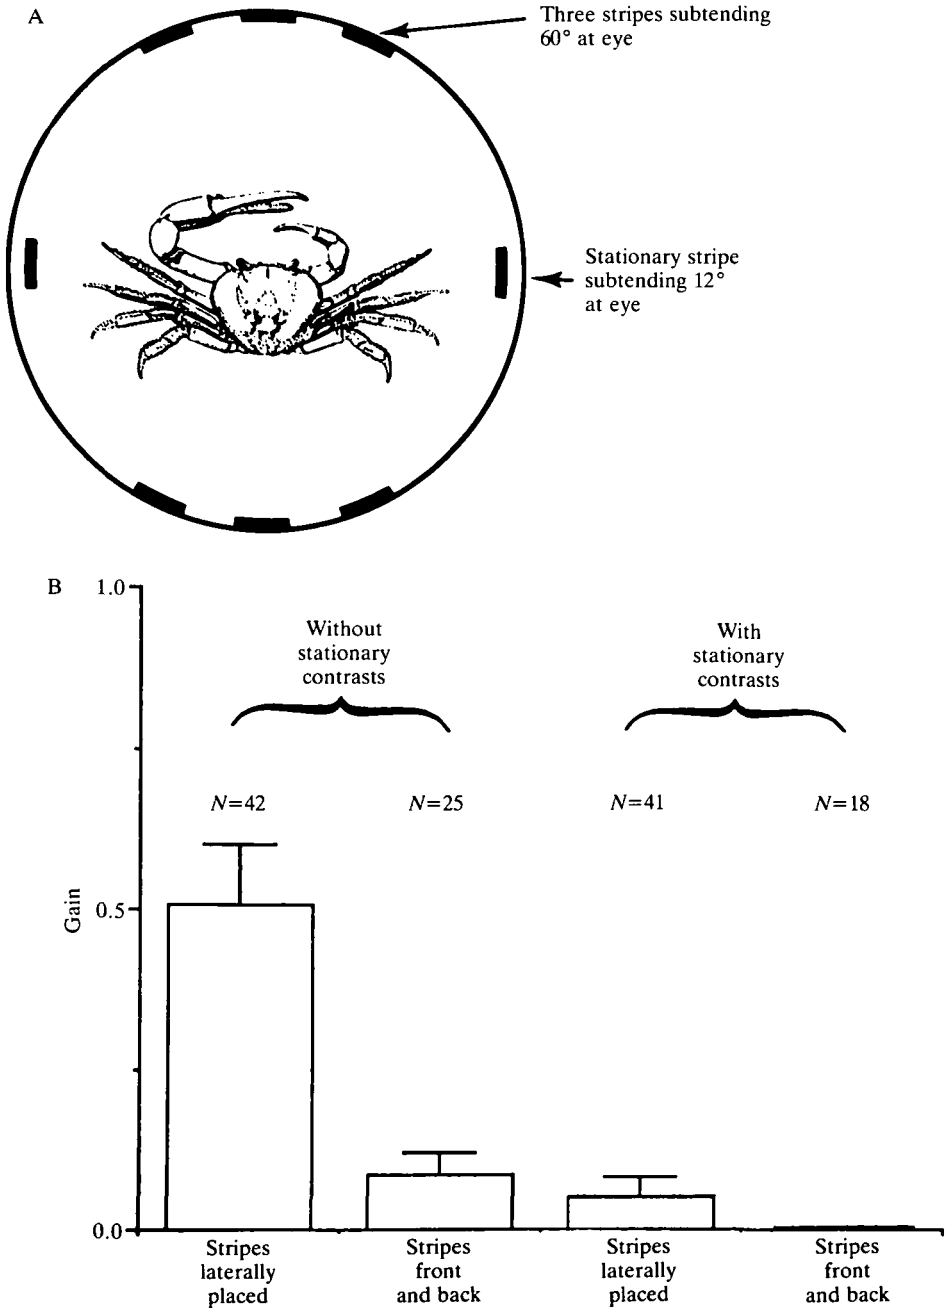 A
Three stripes subtending
60° at eye
Stationary stripe
subtending 12°
at eye
B
1.0
Without
stationary
contrasts
With
stationary
contrasts
N=42
N=25
N=41
N=18
Gain
0.5
0.0
Stripes
laterally
placed
Stripes
front
and back
Stripes
laterally
placed
Stripes
front
and back